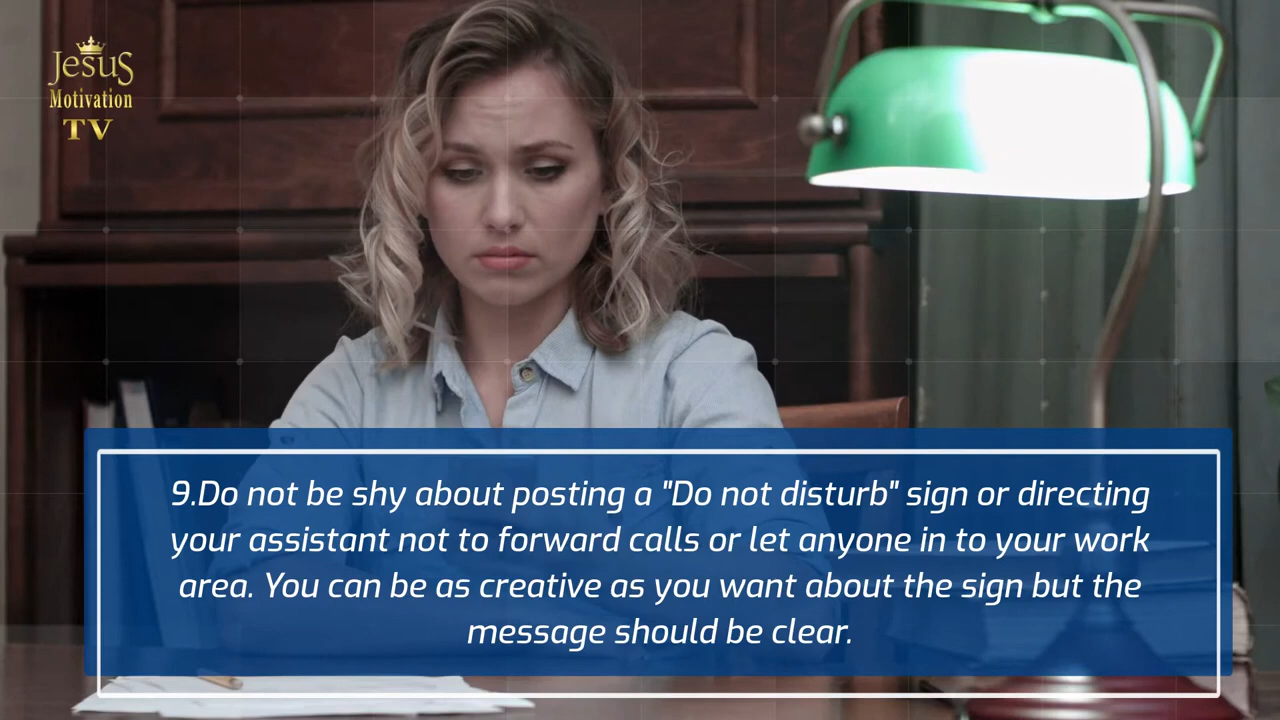 Jesus
Motivation
TV
9.Do not be shy about posting a "Do not disturb" sign or directing
your assistant not to forward calls or let anyone in to your work
area. You can be as creative as you want about the sign but the
message should be clear.